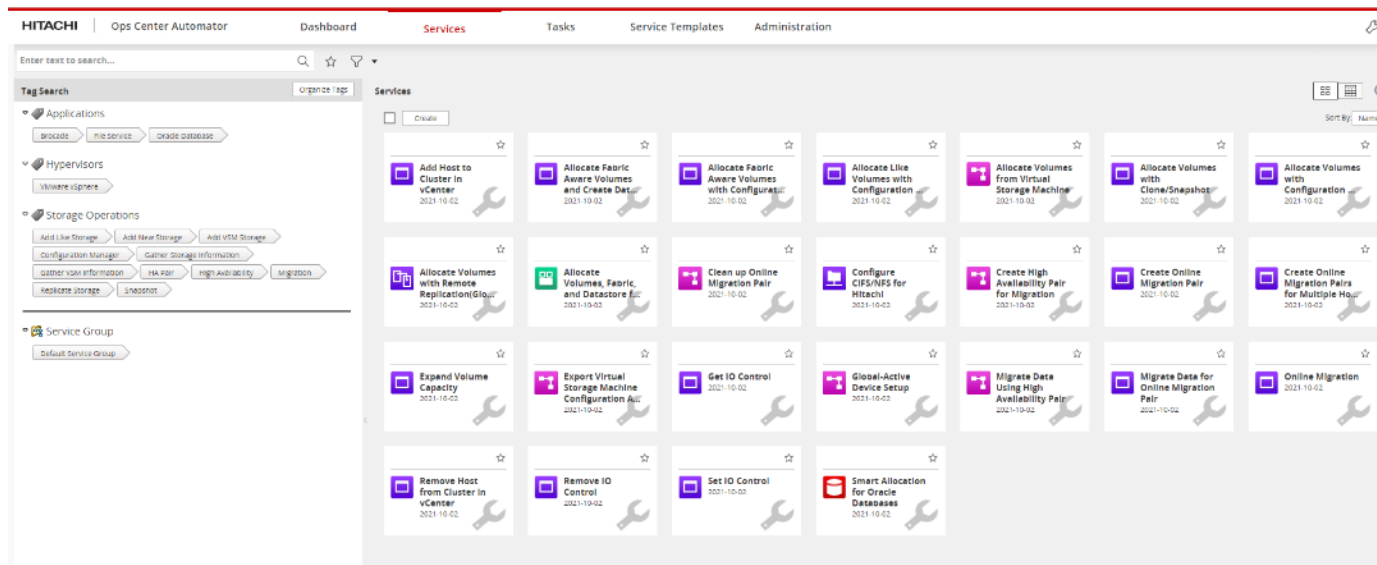 HITACHI
Ops Center Automator
Dashboard
Services
Tasks
Service Templates
Administration
Enter text to search...
Tag Search
Organize Tags
Applications
Brocade
File Service
Oracle Database
Hypervisors
VMware vSphere
Storage Operations
Add Like Storage
Add New Storage
Add VSM Storage
Configuration Manager
Gather Storage Information
Gather VSM Information
HA Pair
High Availability
Migration
Replicate Storage
Snapshot
Service Group
Default Service Group
Services
Create
Sort By:
Name
Add Host to
Cluster in
vCenter
2021-10-02
Allocate Fabric
Aware Volumes
and Create Dat...
2021-10-02
Allocate Fabric
Aware Volumes
with Configurat...
2021-10-02
Allocate Like
Volumes with
Configuration ...
2021-10-02
Allocate Volumes
from Virtual
Storage Machine
2021-10-02
Allocate Volumes
with
Clone/Snapshot
2021-10-02
Allocate Volumes
with
Configuration ...
2021-10-02
Allocate Volumes
with Remote
Replication(Glo...
2021-10-02
Allocate
Volumes, Fabric,
and Datastore f...
2021-10-02
Clean up Online
Migration Pair
2021-10-02
Configure
CIFS/NFS for
Hitachi
2021-10-02
Create High
Availability Pair
for Migration
2021-10-02
Create Online
Migration Pair
2021-10-02
Create Online
Migration Pairs
for Multiple Ho...
2021-10-02
Expand Volume
Capacity
2021-10-02
Export Virtual
Storage Machine
Configuration A...
2021-10-02
Get IO Control
2021-10-02
Global-Active
Device Setup
2021-10-02
Migrate Data
Using High
Availability Pair
2021-10-02
Migrate Data for
Online Migration
Pair
2021-10-02
Online Migration
2021-10-02
Remove Host
from Cluster in
vCenter
2021-10-02
Remove IO
Control
2021-10-02
Set IO Control
2021-10-02
Smart Allocation
for Oracle
Databases
2021-10-02